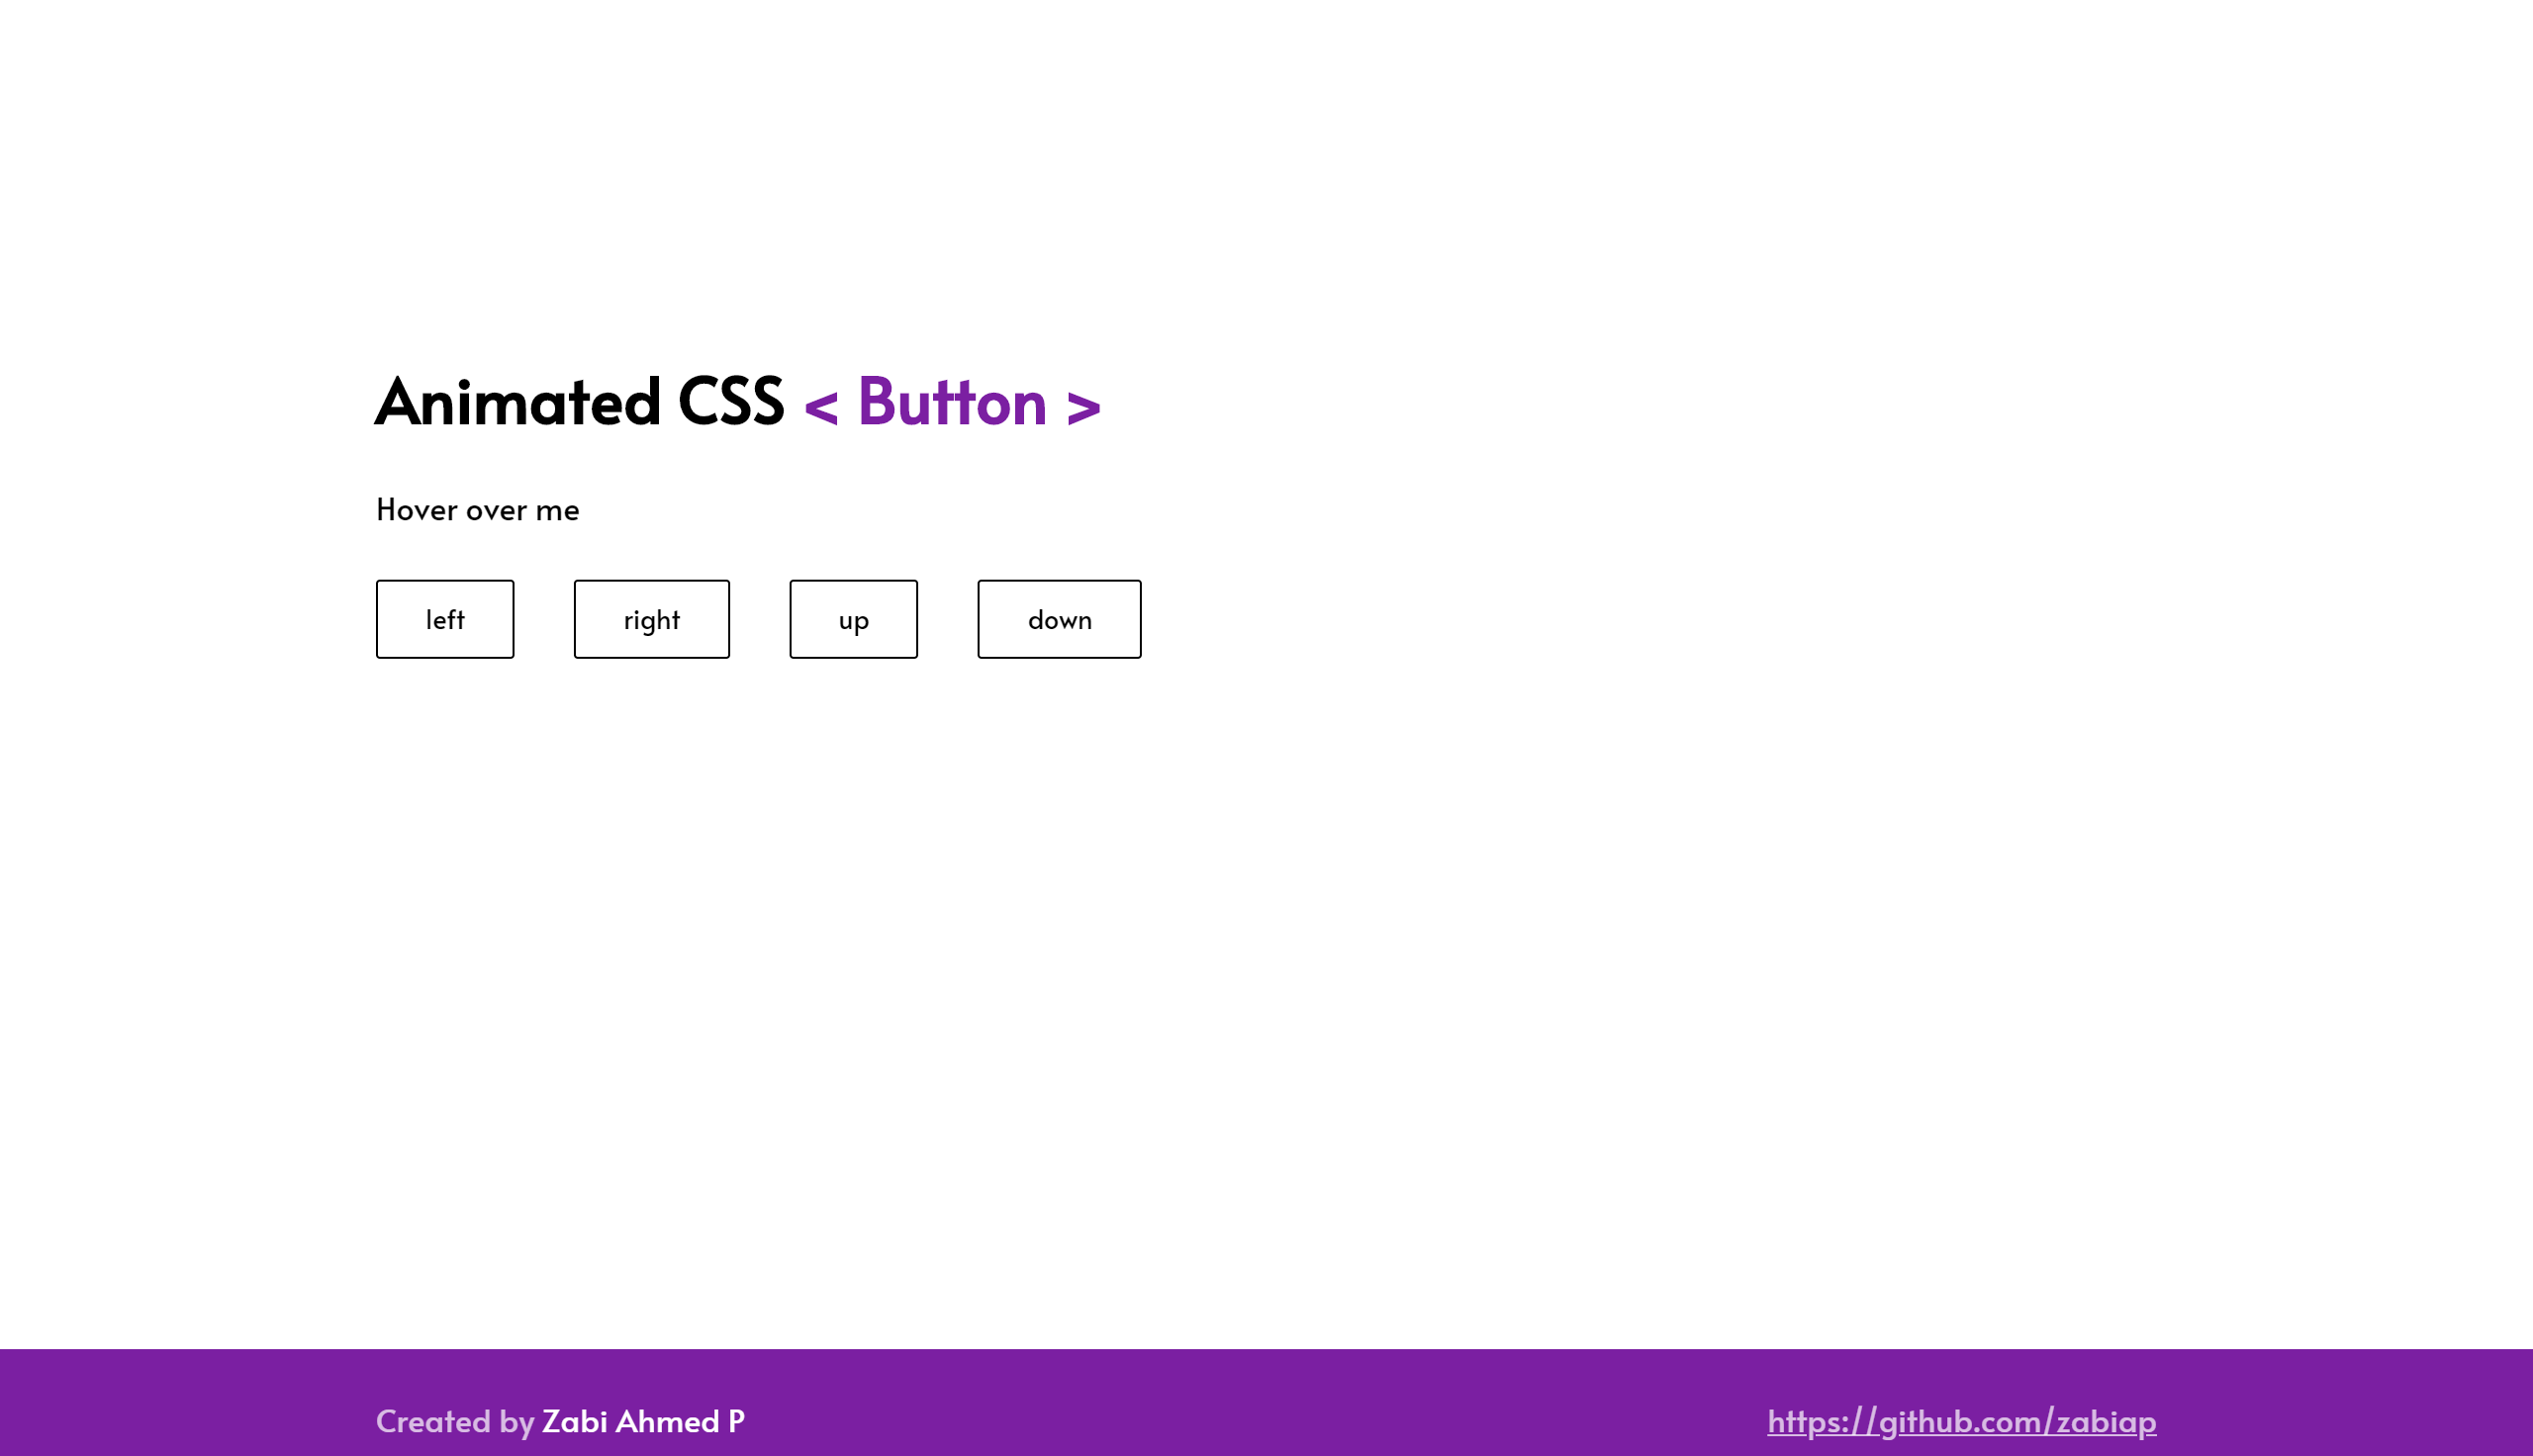 Animated CSS < Button >
Hover over me
left right up down
Created by Zabi Ahmed P https://github.com/zabiap